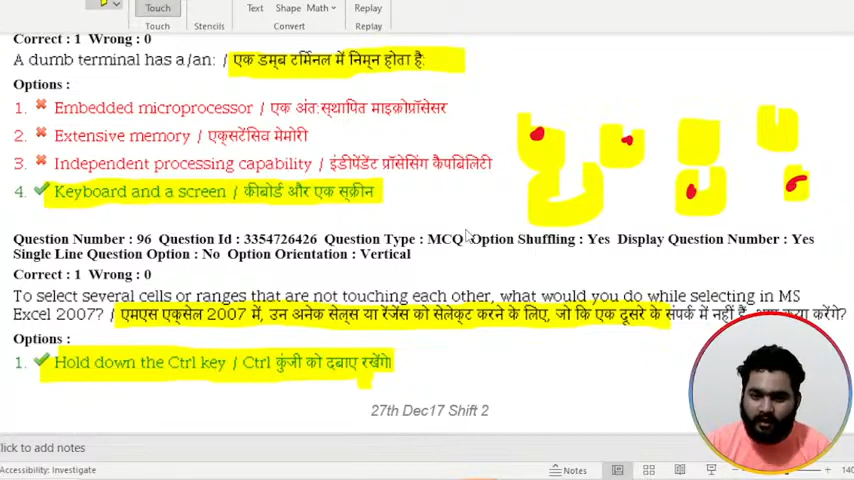 Touch
Text Shape Math
Replay
Touch
Stencils
Convert
Replay
Correct : 1 Wrong : 0
A dumb terminal has a/an: / एक डम्ब टर्मिनल में निम्न होता है:
Options :
1. Embedded microprocessor / एक अंत:स्थापित माइक्रोप्रॉसेसर
2. Extensive memory / एक्सटेंसिव मेमोरी
3. Independent processing capability / इंडीपेंडेंट प्रॉसेसिंग कैपबिलिटी
4. Keyboard and a screen / कीबोर्ड और एक स्क्रीन
Question Number : 96 Question Id : 3354726426 Question Type : MCQ Option Shuffling : Yes Display Question Number : Yes
Single Line Question Option : No Option Orientation : Vertical
Correct : 1 Wrong : 0
To select several cells or ranges that are not touching each other, what would you do while selecting in MS
Excel 2007? / एमएस एक्सेल 2007 में, उन अनेक सेल्स या रेंजेंस को सेलेक्ट करने के लिए, जो कि एक दूसरे के संपर्क में नहीं हैं, आप क्या करेंगे?
Options :
1. Hold down the Ctrl key / Ctrl कुंजी को दबाए रखेंगे।
27th Dec17 Shift 2
lick to add notes
Accessibility: Investigate
Notes
140